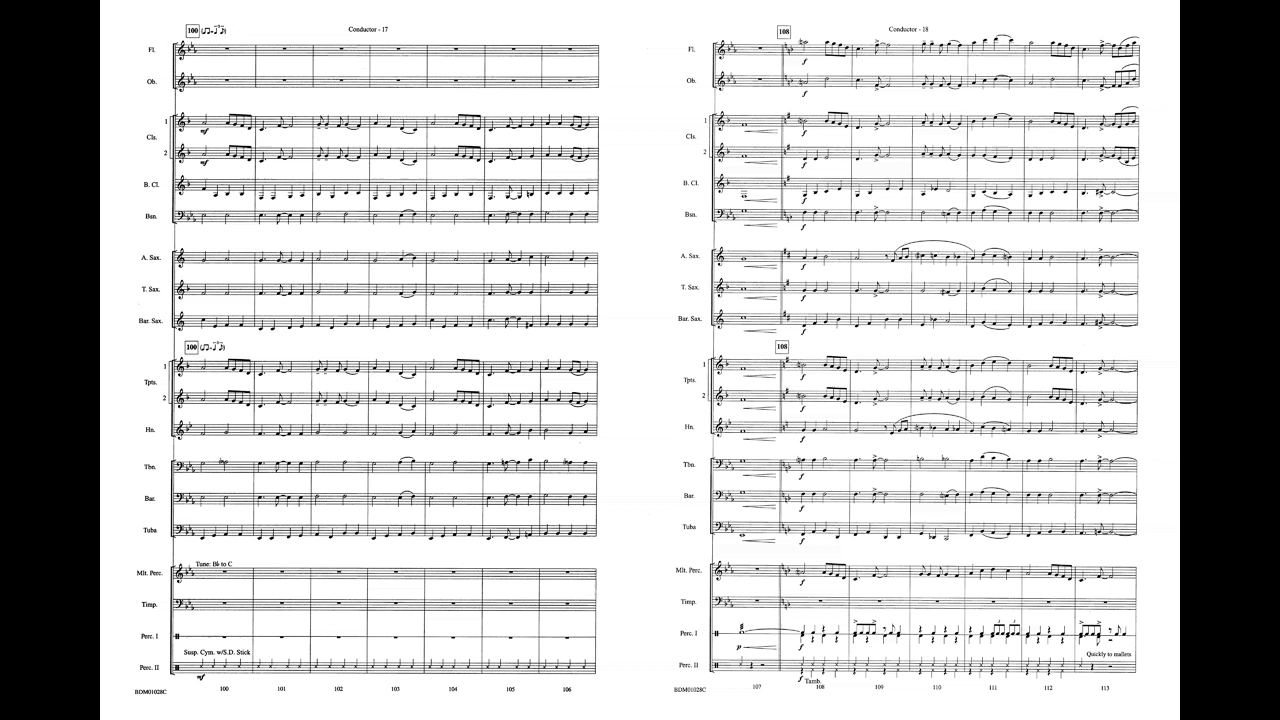 100
Conductor - 17
Fl.
Ob.
1
Cls.
2
mf
mf
B. Cl.
Bsn.
A. Sax.
T. Sax.
Bar. Sax.
100
1
Tpts.
2
Hn.
Tbn.
Bar.
Tuba
Tune: B♭ to C
Mlt. Perc.
Timp.
Perc. I
Susp. Cym. w/S.D. Stick
Perc. II
mf
BDM01028C
100 101 102 103 104 105 106
108
Conductor - 18
Fl.
f
Ob.
f
1
Cls.
f
2
f
B. Cl.
f
Bsn.
f
A. Sax.
f
T. Sax.
f
Bar. Sax.
f
108
1
Tpts.
f
2
f
Hn.
f
Tbn.
f
Bar.
f
Tuba
f
Mlt. Perc.
f
Timp.
Perc. I
p f
Quickly to mallets
Perc. II
f Tamb.
BDM01028C
107 108 109 110 111 112 113